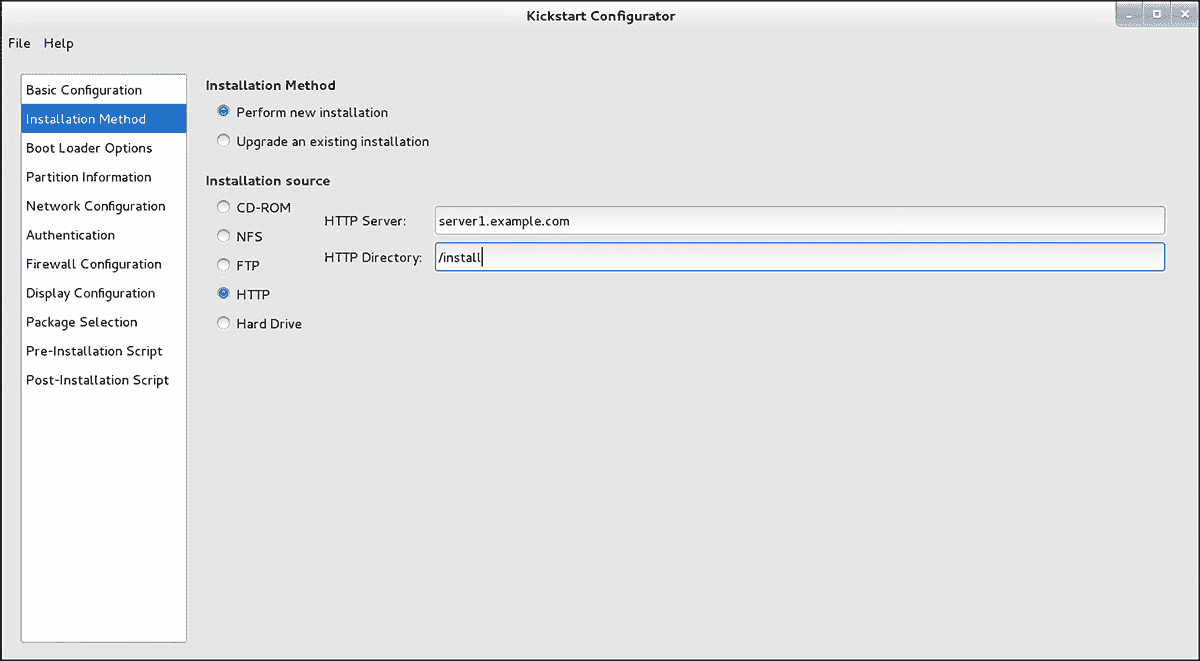 Kickstart Configurator
File Help
Basic Configuration
Installation Method
Boot Loader Options
Partition Information
Network Configuration
Authentication
Firewall Configuration
Display Configuration
Package Selection
Pre-Installation Script
Post-Installation Script
Installation Method
Perform new installation
Upgrade an existing installation
Installation source
CD-ROM
NFS
FTP
HTTP
Hard Drive
HTTP Server: server1.example.com
HTTP Directory: /install